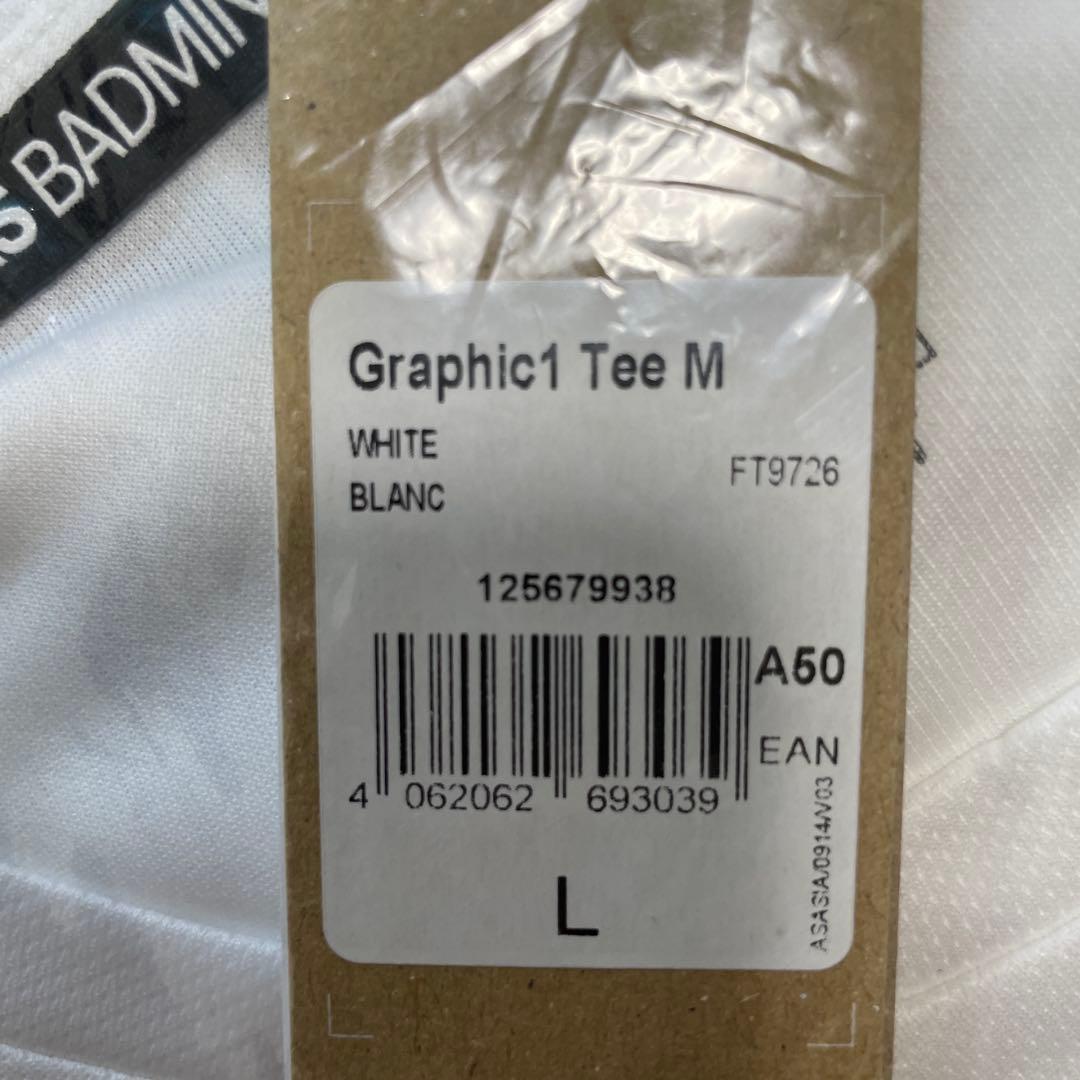 S BADMIN
Graphic1 Tee M
WHITE
BLANC
FT9726
125679938
A50
EAN
4 062062 693039
L
ASASIA/0914/V03